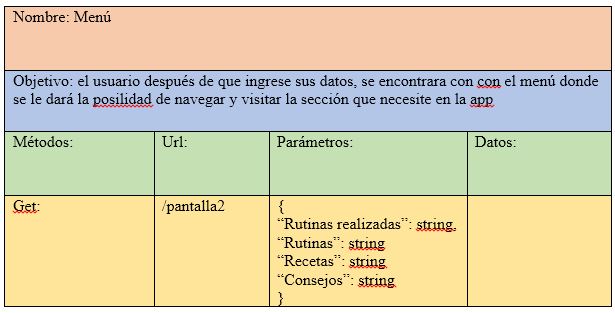 Nombre: Menú
Objetivo: el usuario después de que ingrese sus datos, se encontrara con con el menú donde
se le dará la posilidad de navegar y visitar la sección que necesite en la app
Métodos: Url: Parámetros: Datos:
Get: /pantalla2 {
“Rutinas realizadas”: string,
“Rutinas”: string
“Recetas”: string
“Consejos”: string
}